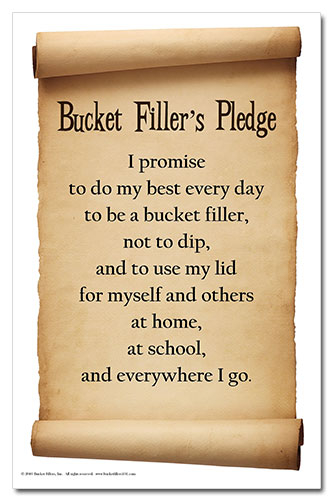 Bucket Filler's Pledge
I promise
to do my best every day
to be a bucket filler,
not to dip,
and to use my lid
for myself and others
at home,
at school,
and everywhere I go.
Bucket Fillers, Inc. All rights reserved. www.bucketfillers101.com